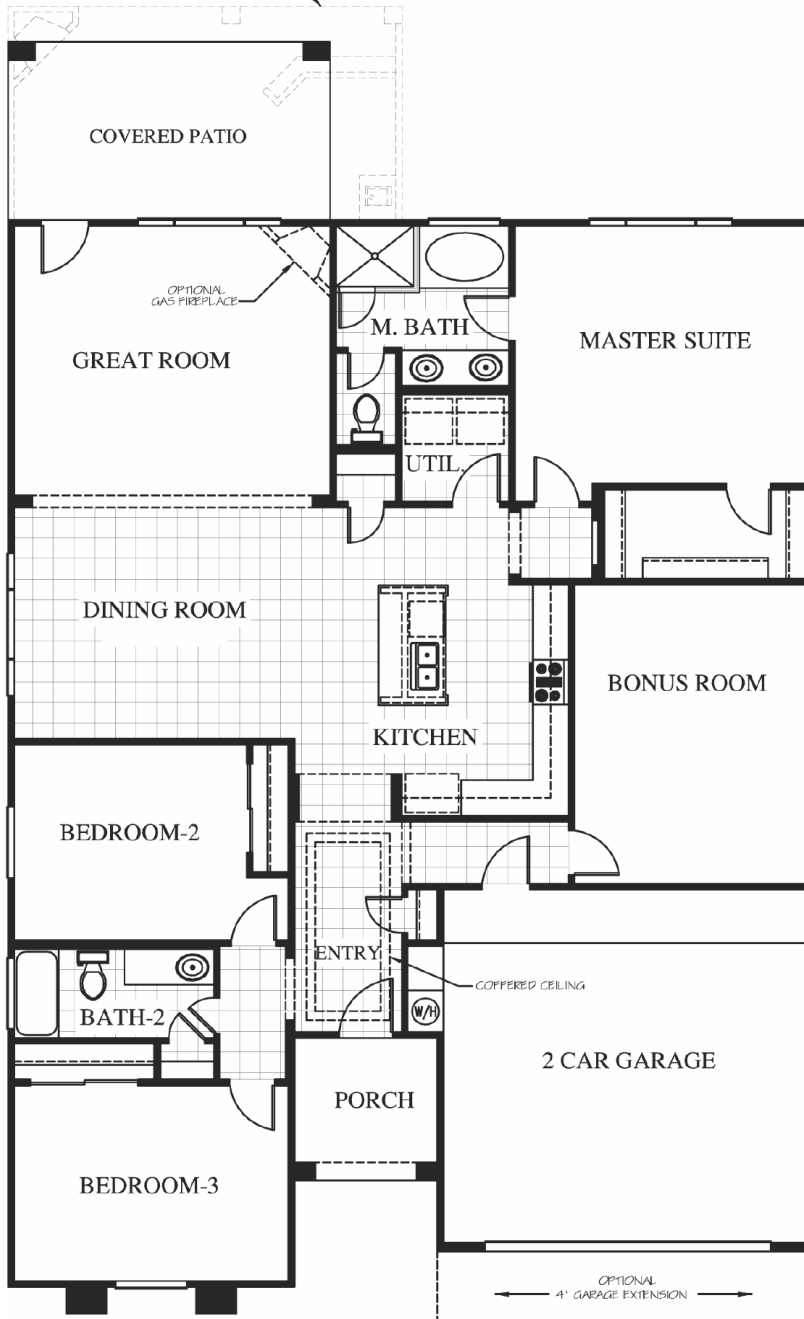 COVERED PATIO
OPTIONAL
GAS FIREPLACE
M. BATH
GREAT ROOM
MASTER SUITE
UTIL.
DINING ROOM
BONUS ROOM
KITCHEN
BEDROOM-2
ENTRY
COFFERED CEILING
W/H
BATH-2
2 CAR GARAGE
PORCH
BEDROOM-3
OPTIONAL
4' GARAGE EXTENSION